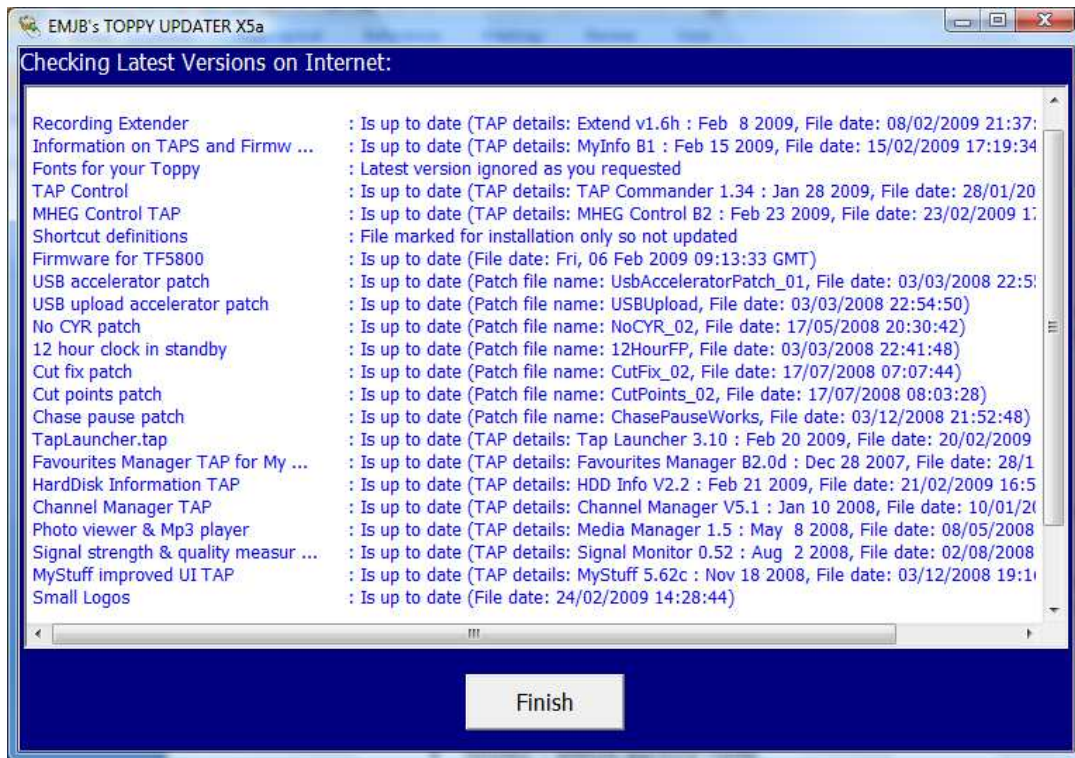 EMJB's TOPPY UPDATER X5a
Checking Latest Versions on Internet:
Recording Extender : Is up to date (TAP details: Extend v1.6h : Feb 8 2009, File date: 08/02/2009 21:37:
Information on TAPS and Firmw ... : Is up to date (TAP details: MyInfo B1 : Feb 15 2009, File date: 15/02/2009 17:19:34
Fonts for your Toppy : Latest version ignored as you requested
TAP Control : Is up to date (TAP details: TAP Commander 1.34 : Jan 28 2009, File date: 28/01/20
MHEG Control TAP : Is up to date (TAP details: MHEG Control B2 : Feb 23 2009, File date: 23/02/2009 17
Shortcut definitions : File marked for installation only so not updated
Firmware for TF5800 : Is up to date (File date: Fri, 06 Feb 2009 09:13:33 GMT)
USB accelerator patch : Is up to date (Patch file name: UsbAcceleratorPatch_01, File date: 03/03/2008 22:5
USB upload accelerator patch : Is up to date (Patch file name: USBUpload, File date: 03/03/2008 22:54:50)
No CYR patch : Is up to date (Patch file name: NoCYR_02, File date: 17/05/2008 20:30:42)
12 hour clock in standby : Is up to date (Patch file name: 12HourFP, File date: 03/03/2008 22:41:48)
Cut fix patch : Is up to date (Patch file name: CutFix_02, File date: 17/07/2008 07:07:44)
Cut points patch : Is up to date (Patch file name: CutPoints_02, File date: 17/07/2008 08:03:28)
Chase pause patch : Is up to date (Patch file name: ChasePauseWorks, File date: 03/12/2008 21:52:48)
TapLauncher.tap : Is up to date (TAP details: Tap Launcher 3.10 : Feb 20 2009, File date: 20/02/2009
Favourites Manager TAP for My ... : Is up to date (TAP details: Favourites Manager B2.0d : Dec 28 2007, File date: 28/1
HardDisk Information TAP : Is up to date (TAP details: HDD Info V2.2 : Feb 21 2009, File date: 21/02/2009 16:5
Channel Manager TAP : Is up to date (TAP details: Channel Manager V5.1 : Jan 10 2008, File date: 10/01/20
Photo viewer & Mp3 player : Is up to date (TAP details: Media Manager 1.5 : May 8 2008, File date: 08/05/2008
Signal strength & quality measur ... : Is up to date (TAP details: Signal Monitor 0.52 : Aug 2 2008, File date: 02/08/2008
MyStuff improved UI TAP : Is up to date (TAP details: MyStuff 5.62c : Nov 18 2008, File date: 03/12/2008 19:1
Small Logos : Is up to date (File date: 24/02/2009 14:28:44)
Finish